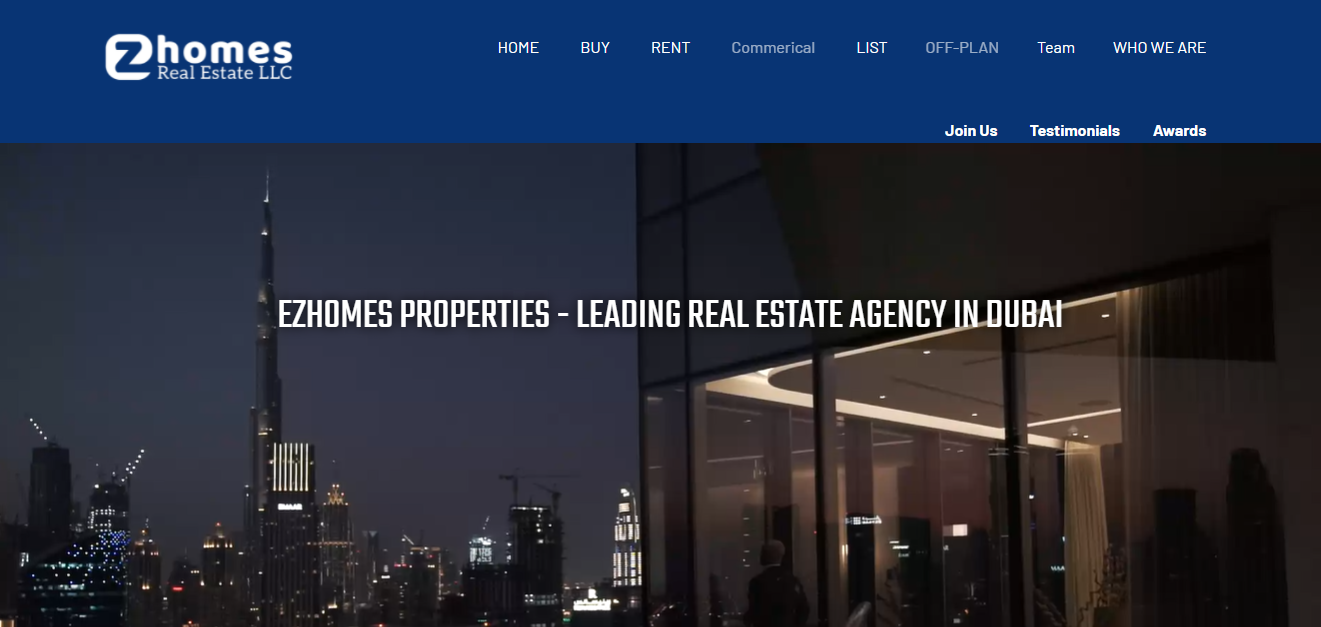 EZhomes
Real Estate LLC
HOME BUY RENT Commerical LIST OFF-PLAN Team WHO WE ARE
Join Us Testimonials Awards
EZHOMES PROPERTIES - LEADING REAL ESTATE AGENCY IN DUBAI
EMAAR